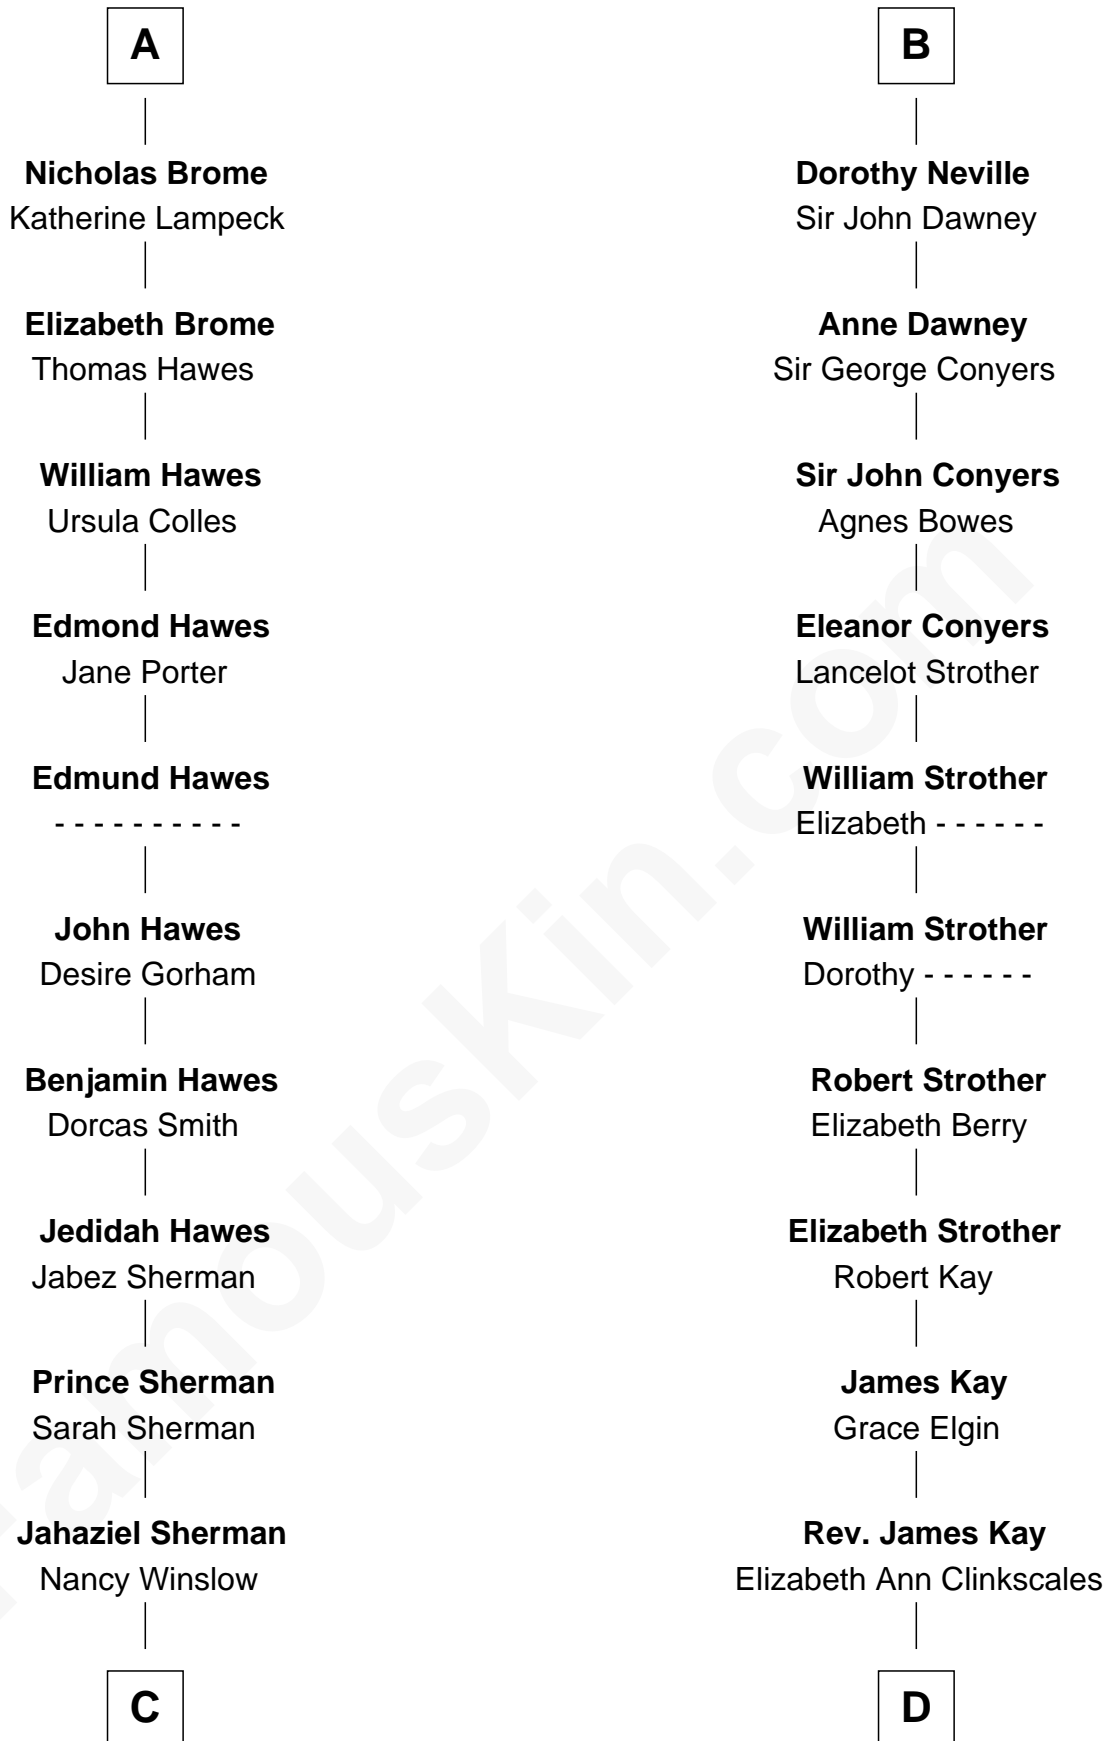 A
Nicholas Brome
Katherine Lampeck
Elizabeth Brome
Thomas Hawes
William Hawes
Ursula Colles
Edmond Hawes
Jane Porter
Edmund Hawes
- - - - - - - - - -
John Hawes
Desire Gorham
Benjamin Hawes
Dorcas Smith
Jedidah Hawes
Jabez Sherman
Prince Sherman
Sarah Sherman
Jahaziel Sherman
Nancy Winslow
C
B
Dorothy Neville
Sir John Dawney
Anne Dawney
Sir George Conyers
Sir John Conyers
Agnes Bowes
Eleanor Conyers
Lancelot Strother
William Strother
Elizabeth - - - - - -
William Strother
Dorothy - - - - - -
Robert Strother
Elizabeth Berry
Elizabeth Strother
Robert Kay
James Kay
Grace Elgin
Rev. James Kay
Elizabeth Ann Clinkscales
D
FamousKin.com